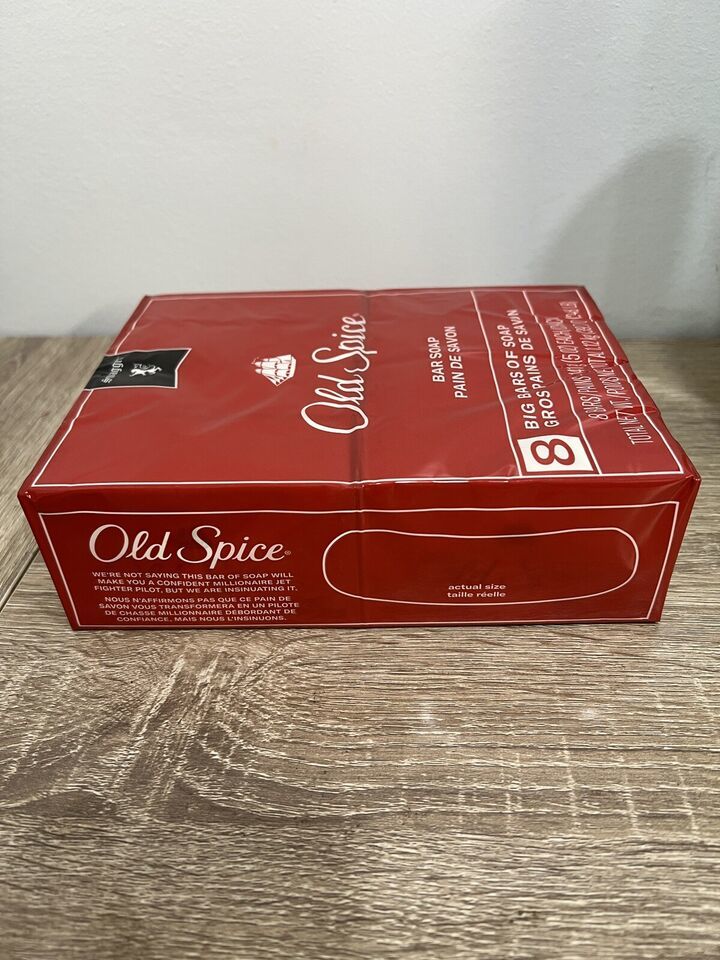 Swagger
Old Spice
BAR SOAP
PAIN DE SAVON
8
BIG BARS OF SOAP
GROS PAINS DE SAVON
8 BARS
Old Spice
WE'RE NOT SAYING THIS BAR OF SOAP WILL
MAKE YOU A CONFIDENT MILLIONAIRE JET
FIGHTER PILOT, BUT WE ARE INSINUATING IT.
NOUS N'AFFIRMONS PAS QUE CE PAIN DE
SAVON VOUS TRANSFORMERA EN UN PILOTE
DE CHASSE MILLIONNAIRE DÉBORDANT DE
CONFIANCE, MAIS NOUS L'INSINUONS.
actual size
taille réelle